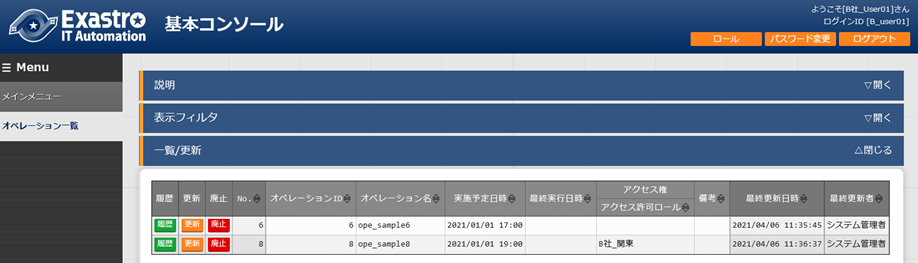 Exastro
IT Automation
基本コンソール
ようこそ[B社_User01]さん
ログインID [B_user01]
ロール パスワード変更 ログアウト
Menu
メインメニュー
オペレーション一覧
説明 ▽開く
表示フィルタ ▽開く
一覧/更新 △閉じる
履歴 更新 廃止 No. オペレーションID オペレーション名 実施予定日時 最終実行日時 アクセス権 備考 最終更新日時 最終更新者
アクセス許可ロール
履歴 更新 廃止 6 6 ope_sample6 2021/01/01 17:00 2021/04/06 11:35:45 システム管理者
履歴 更新 廃止 8 8 ope_sample8 2021/01/01 19:00 B社_関東 2021/04/06 11:36:37 システム管理者